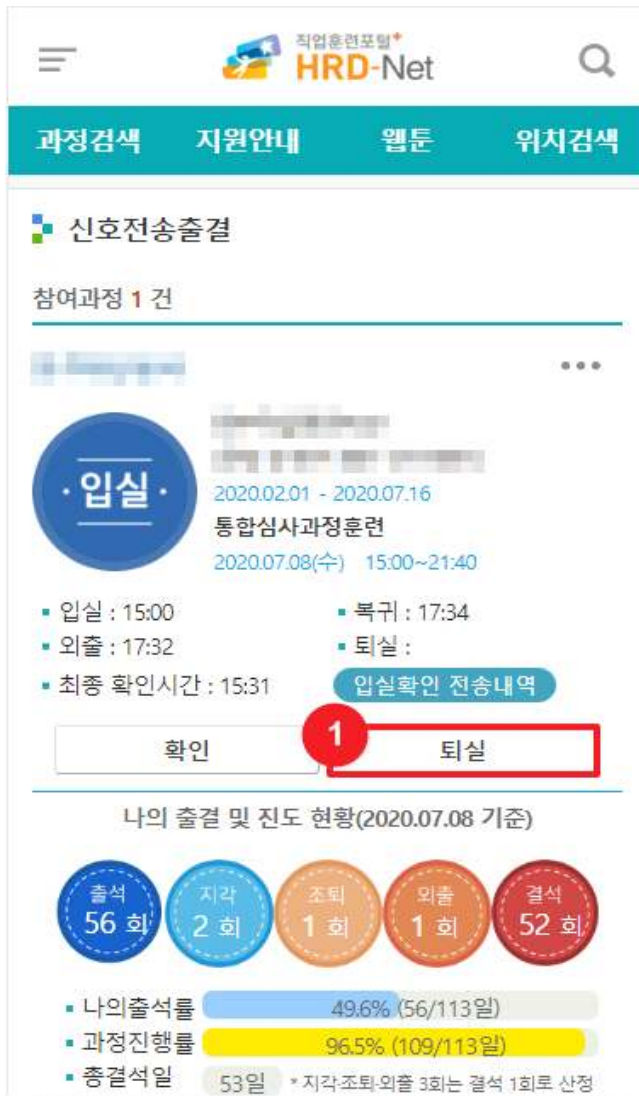 직업훈련포털+
HRD-Net
과정검색 지원안내 웹툰 위치검색
신호전송출결
참여과정 1 건
입실
2020.02.01 - 2020.07.16
통합심사과정훈련
2020.07.08(수) 15:00~21:40
입실 : 15:00 복귀 : 17:34
외출 : 17:32 퇴실 :
최종 확인시간 : 15:31 입실확인 전송내역
확인 1 퇴실
나의 출결 및 진도 현황(2020.07.08 기준)
출석 지각 조퇴 외출 결석
56 회 2 회 1 회 1 회 52 회
나의출석률 49.6% (56/113일)
과정진행률 96.5% (109/113일)
총결석일 53일 * 지각·조퇴·외출 3회는 결석 1회로 산정